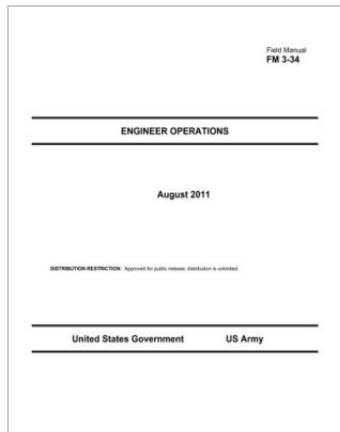 Field Manual
FM 3-34
ENGINEER OPERATIONS
August 2011
DISTRIBUTION RESTRICTION: Approved for public release; distribution is unlimited.
United States Government US Army